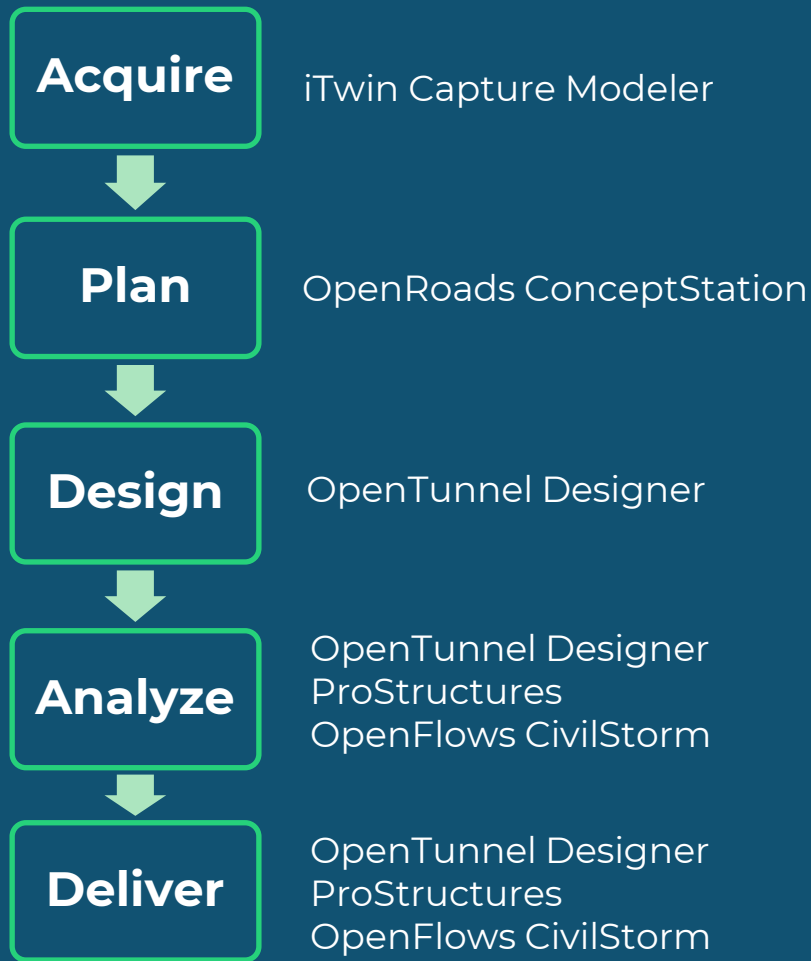 Acquire
iTwin Capture Modeler
Plan
OpenRoads ConceptStation
Design
OpenTunnel Designer
Analyze
OpenTunnel Designer
ProStructures
OpenFlows CivilStorm
Deliver
OpenTunnel Designer
ProStructures
OpenFlows CivilStorm